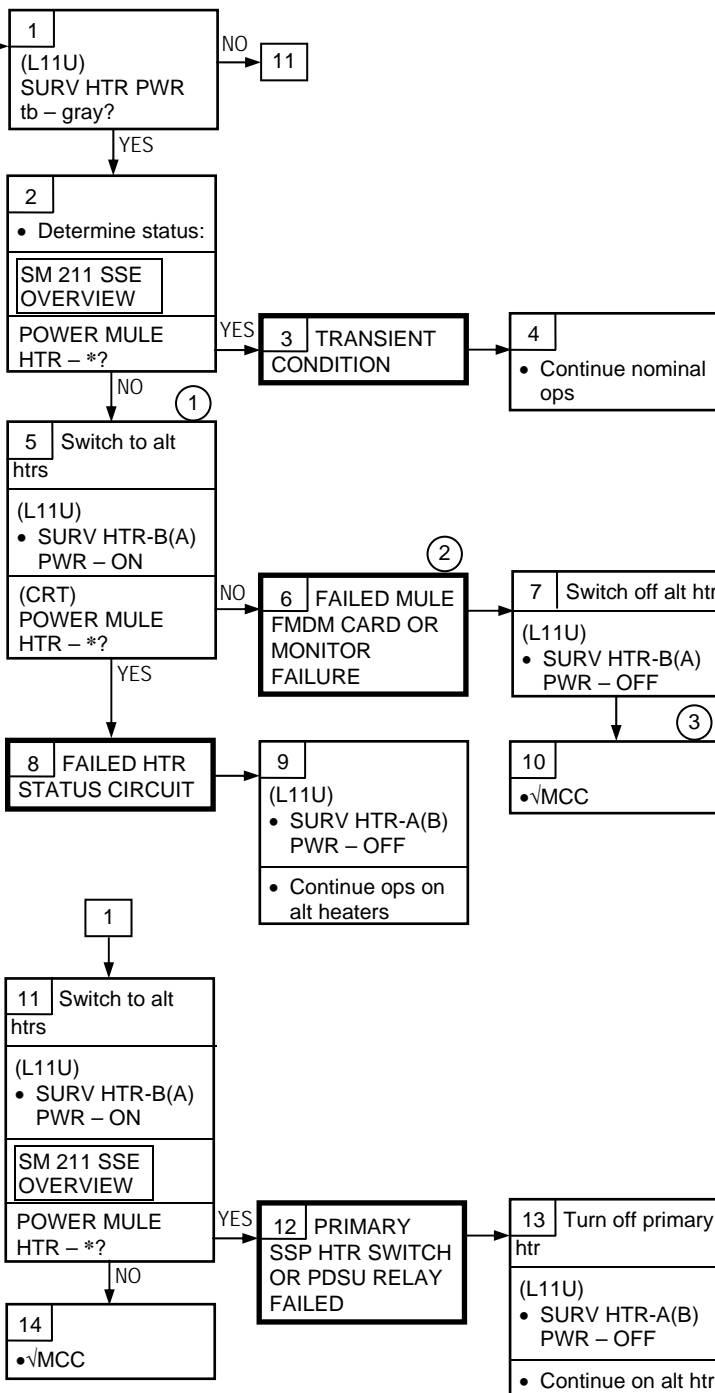 1
(L11U)
SURV HTR PWR
tb – gray?
NO
11
YES
2
• Determine status:
SM 211 SSE
OVERVIEW
POWER MULE
HTR – *?
YES
3 TRANSIENT
CONDITION
4
• Continue nominal
ops
NO
1
5 Switch to alt
htrs
(L11U)
• SURV HTR-B(A)
PWR – ON
(CRT)
POWER MULE
HTR – *?
NO
2
6 FAILED MULE
FMDM CARD OR
MONITOR
FAILURE
7 Switch off alt htr
(L11U)
• SURV HTR-B(A)
PWR – OFF
3
10
•√MCC
YES
8 FAILED HTR
STATUS CIRCUIT
9
(L11U)
• SURV HTR-A(B)
PWR – OFF
• Continue ops on
alt heaters
1
11 Switch to alt
htrs
(L11U)
• SURV HTR-B(A)
PWR – ON
SM 211 SSE
OVERVIEW
POWER MULE
HTR – *?
YES
12 PRIMARY
SSP HTR SWITCH
OR PDSU RELAY
FAILED
13 Turn off primary
htr
(L11U)
• SURV HTR-A(B)
PWR – OFF
• Continue on alt htr
NO
14
•√MCC